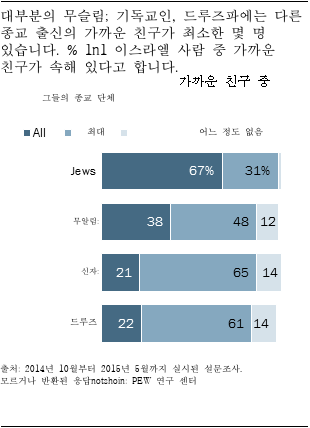 대부분의 무슬림; 기독교인, 드루즈파에는 다른
종교 출신의 가까운 친구가 최소한 몇 명
있습니다. % lnl 이스라엘 사람 중 가까운
친구가 속해 있다고 합니다.
가까운 친구 중
그들의 종교 단체
All 최대 어느 정도 없음
Jews 67% 31%
무알림: 38 48 12
신자: 21 65 14
드루즈 22 61 14
출처: 2014년 10월부터 2015년 5월까지 실시된 설문조사.
모르거나 반환된 응답notshoin: PEW 연구 센터